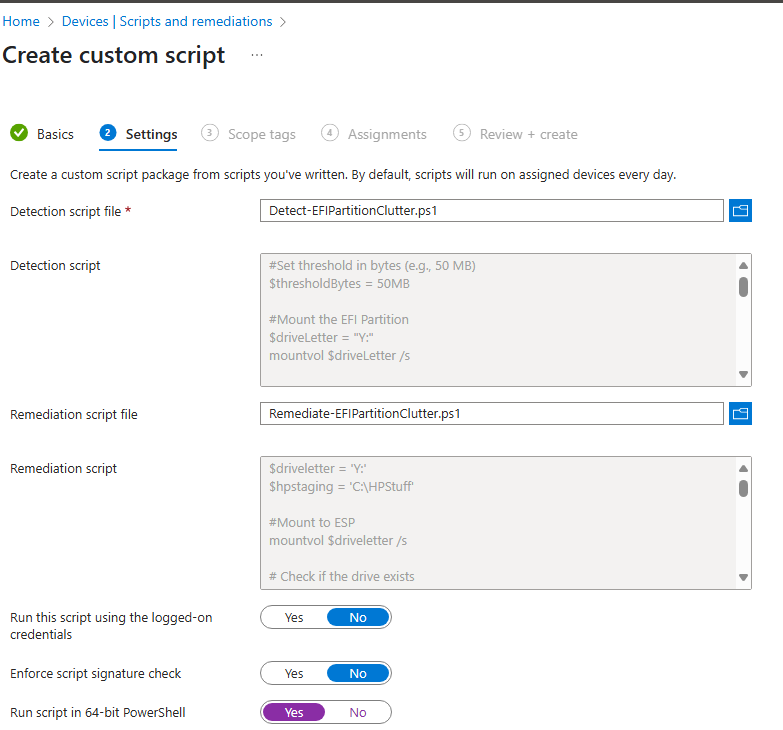 Home > Devices | Scripts and remediations >
Create custom script ...
Basics 2 Settings 3 Scope tags 4 Assignments 5 Review + create
Create a custom script package from scripts you've written. By default, scripts will run on assigned devices every day.
Detection script file * Detect-EFIPartitionClutter.ps1
Detection script
#Set threshold in bytes (e.g., 50 MB)
$thresholdBytes = 50MB
#Mount the EFI Partition
$driveLetter = "Y:"
mountvol $driveLetter /s
Remediation script file Remediate-EFIPartitionClutter.ps1
Remediation script
$driveletter = 'Y:'
$hpstaging = 'C:\HPStuff'
#Mount to ESP
mountvol $driveletter /s
# Check if the drive exists
Run this script using the logged-on
credentials
Yes No
Enforce script signature check Yes No
Run script in 64-bit PowerShell Yes No